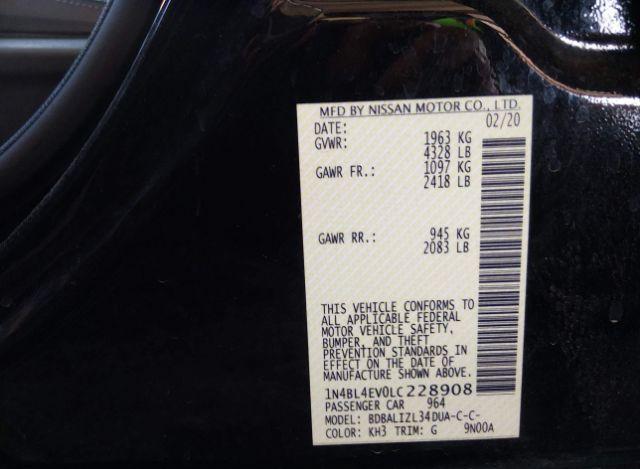 MFD BY NISSAN MOTOR CO., LTD.
DATE: 02/20
GVWR: 1963 KG
4328 LB
GAWR FR.: 1097 KG
2418 LB
GAWR RR.: 945 KG
2083 LB
THIS VEHICLE CONFORMS TO
ALL APPLICABLE FEDERAL
MOTOR VEHICLE SAFETY,
BUMPER, AND THEFT
PREVENTION STANDARDS IN
EFFECT ON THE DATE OF
MANUFACTURE SHOWN ABOVE.
1N4BL4EV0LC228908
PASSENGER CAR 964
MODEL: BDBALIZL34DUA-C-C-
COLOR: KH3 TRIM: G 9N00A